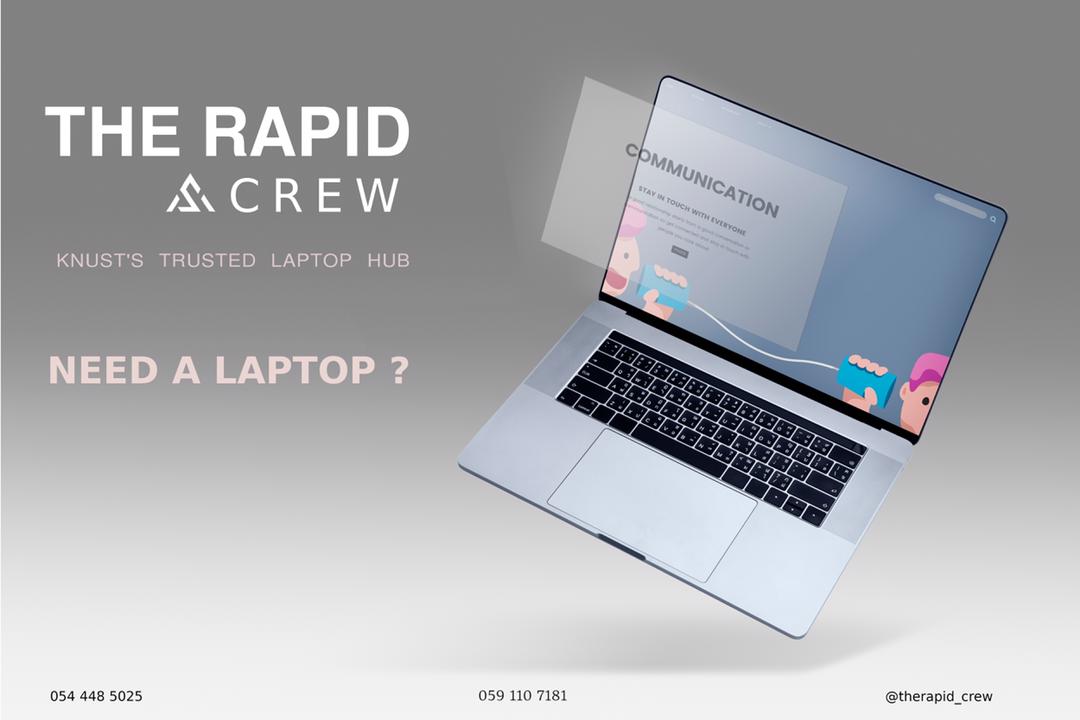 THE RAPID
CREW
KNUST'S TRUSTED LAPTOP HUB
NEED A LAPTOP ?
COMMUNICATION
STAY IN TOUCH WITH EVERYONE
054 448 5025
059 110 7181
@therapid_crew